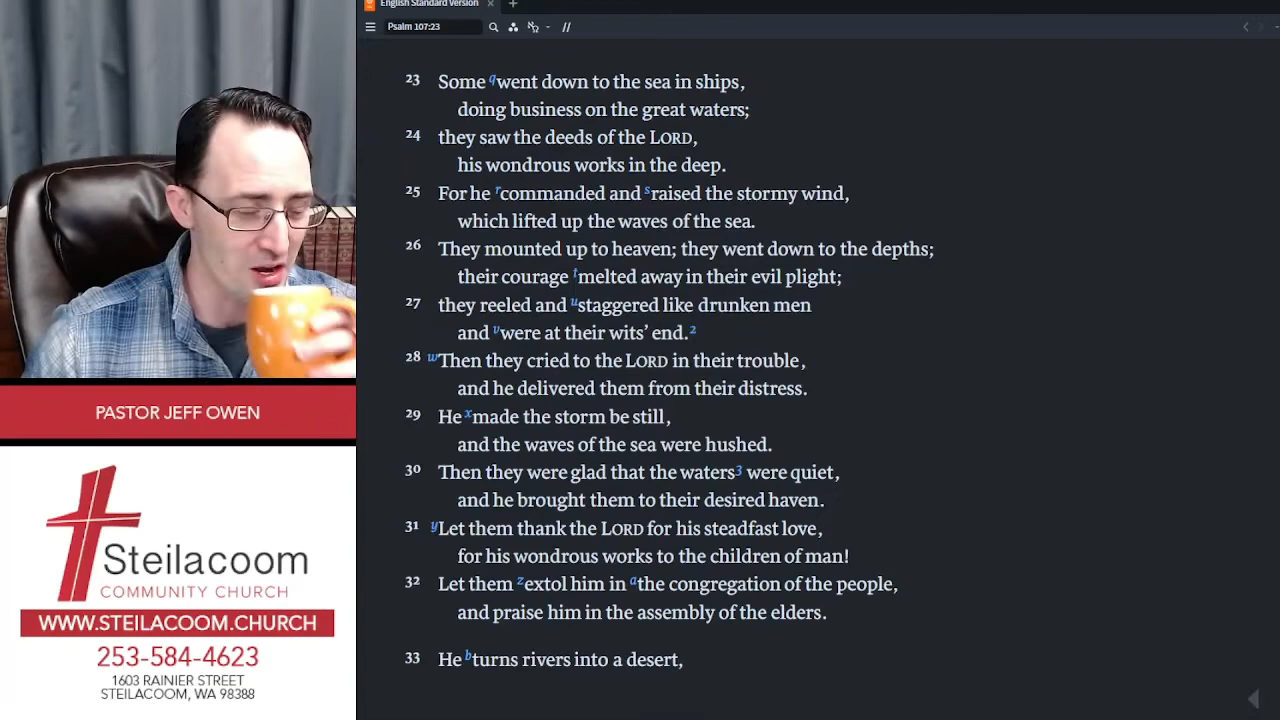 English Standard Version
Psalm 107:23
23 Some q went down to the sea in ships,
doing business on the great waters;
24 they saw the deeds of the LORD,
his wondrous works in the deep.
25 For he r commanded and s raised the stormy wind,
which lifted up the waves of the sea.
26 They mounted up to heaven; they went down to the depths;
their courage t melted away in their evil plight;
27 they reeled and u staggered like drunken men
and v were at their wits’ end.2
28 w Then they cried to the LORD in their trouble,
and he delivered them from their distress.
29 He x made the storm be still,
and the waves of the sea were hushed.
30 Then they were glad that the waters3 were quiet,
and he brought them to their desired haven.
31 y Let them thank the LORD for his steadfast love,
for his wondrous works to the children of man!
32 Let them z extol him in a the congregation of the people,
and praise him in the assembly of the elders.
33 He b turns rivers into a desert,
PASTOR JEFF OWEN
Steilacoom
COMMUNITY CHURCH
WWW.STEILACOOM.CHURCH
253-584-4623
1603 RAINIER STREET
STEILACOOM, WA 98388